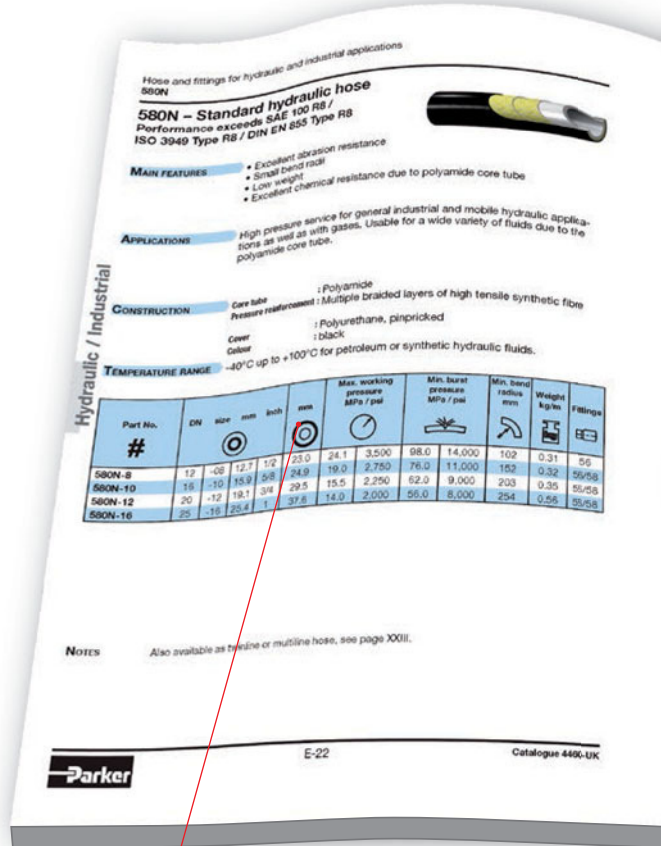 Hose and fittings for hydraulic and industrial applications
580N
580N – Standard hydraulic hose
Performance exceeds SAE 100 R8 /
ISO 3949 Type R8 / DIN EN 855 Type R8
MAIN FEATURES
• Excellent abrasion resistance
• Small bend radii
• Low weight
• Excellent chemical resistance due to polyamide core tube
APPLICATIONS
High pressure service for general industrial and mobile hydraulic applica-
tions as well as with gases. Usable for a wide variety of fluids due to the
polyamide core tube.
Hydraulic / Industrial
CONSTRUCTION
Core tube : Polyamide
Pressure reinforcement : Multiple braided layers of high tensile synthetic fibre
Cover : Polyurethane, pinpricked
Colour : black
TEMPERATURE RANGE -40°C up to +100°C for petroleum or synthetic hydraulic fluids.
Part No. DN size mm inch mm Max. working pressure MPa / psi Min. burst pressure MPa / psi Min. bend radius mm Weight kg/m Fittings
#
580N-8 12 -08 12.7 1/2 23.0 24.1 3,500 98.0 14,000 102 0.31 56
580N-10 16 -10 15.9 5/8 24.9 19.0 2,750 76.0 11,000 152 0.32 56/58
580N-12 20 -12 19.1 3/4 29.5 15.5 2,250 62.0 9,000 203 0.35 56/58
580N-16 25 -16 25.4 1 37.6 14.0 2,000 56.0 8,000 254 0.56 56/58
NOTES Also available as twinline or multiline hose, see page XXIII.
Parker
E-22
Catalogue 4460-UK